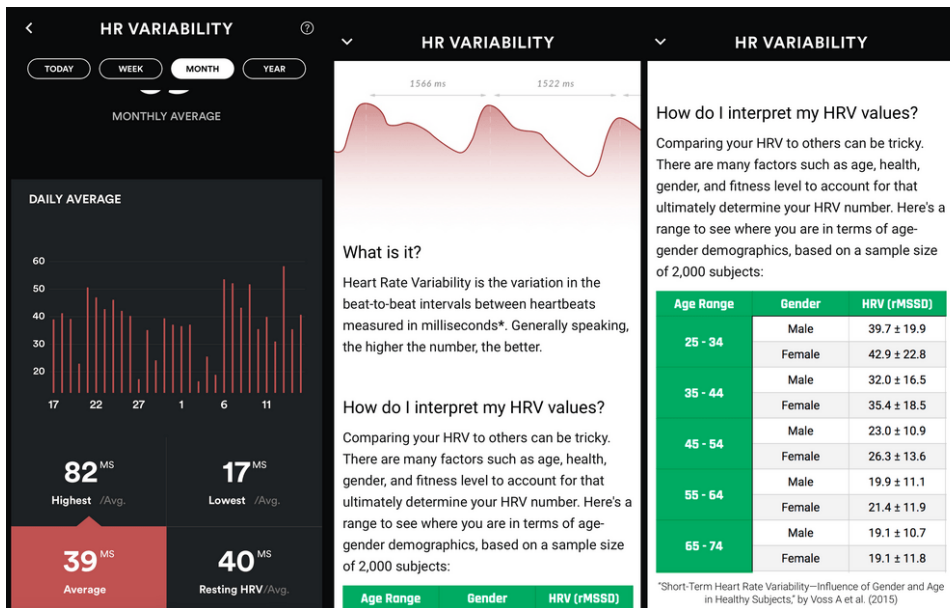 HR VARIABILITY
TODAY
WEEK
MONTH
YEAR
MONTHLY AVERAGE
DAILY AVERAGE
60
50
40
30
20
17
22
27
1
6
11
82 MS
Highest /Avg.
17 MS
Lowest /Avg.
39 MS
Average
40 MS
Resting HRV /Avg.
HR VARIABILITY
1566 ms
1522 ms
What is it?
Heart Rate Variability is the variation in the
beat-to-beat intervals between heartbeats
measured in milliseconds*. Generally speaking,
the higher the number, the better.
How do I interpret my HRV values?
Comparing your HRV to others can be tricky.
There are many factors such as age, health,
gender, and fitness level to account for that
ultimately determine your HRV number. Here's a
range to see where you are in terms of age-
gender demographics, based on a sample size
of 2,000 subjects:
Age Range Gender HRV (rMSSD)
HR VARIABILITY
How do I interpret my HRV values?
Comparing your HRV to others can be tricky.
There are many factors such as age, health,
gender, and fitness level to account for that
ultimately determine your HRV number. Here's a
range to see where you are in terms of age-
gender demographics, based on a sample size
of 2,000 subjects:
Age Range Gender HRV (rMSSD)
25 - 34
Male 39.7 ± 19.9
Female 42.9 ± 22.8
35 - 44
Male 32.0 ± 16.5
Female 35.4 ± 18.5
45 - 54
Male 23.0 ± 10.9
Female 26.3 ± 13.6
55 - 64
Male 19.9 ± 11.1
Female 21.4 ± 11.9
65 - 74
Male 19.1 ± 10.7
Female 19.1 ± 11.8
"Short-Term Heart Rate Variability—Influence of Gender and Age
in Healthy Subjects," by Voss A et al. (2015)